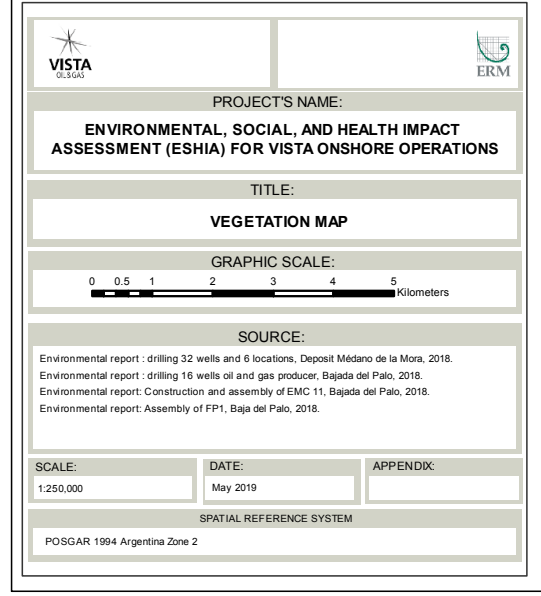 VISTA
OIL & GAS
ERM
PROJECT'S NAME:
ENVIRONMENTAL, SOCIAL, AND HEALTH IMPACT
ASSESSMENT (ESHIA) FOR VISTA ONSHORE OPERATIONS
TITLE:
VEGETATION MAP
GRAPHIC SCALE:
0 0.5 1 2 3 4 5
Kilometers
SOURCE:
Environmental report : drilling 32 wells and 6 locations, Deposit Médano de la Mora, 2018.
Environmental report : drilling 16 wells oil and gas producer, Bajada del Palo, 2018.
Environmental report: Construction and assembly of EMC 11, Bajada del Palo, 2018.
Environmental report: Assembly of FP1, Baja del Palo, 2018.
SCALE: DATE: APPENDIX:
1:250,000 May 2019
SPATIAL REFERENCE SYSTEM
POSGAR 1994 Argentina Zone 2